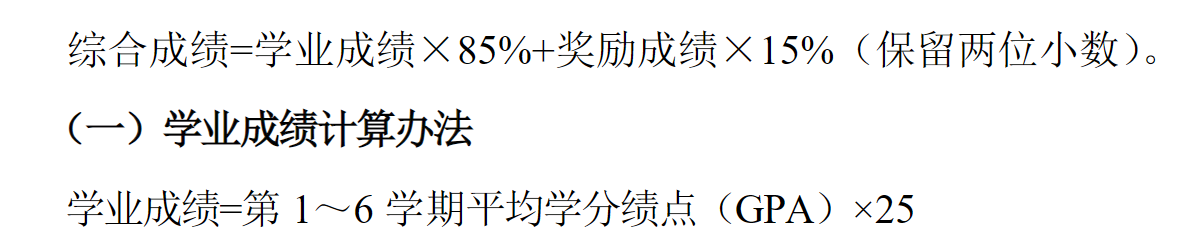 综合成绩=学业成绩×85%+奖励成绩×15%（保留两位小数）。
（一）学业成绩计算办法
学业成绩=第 1～6 学期平均学分绩点（GPA）×25